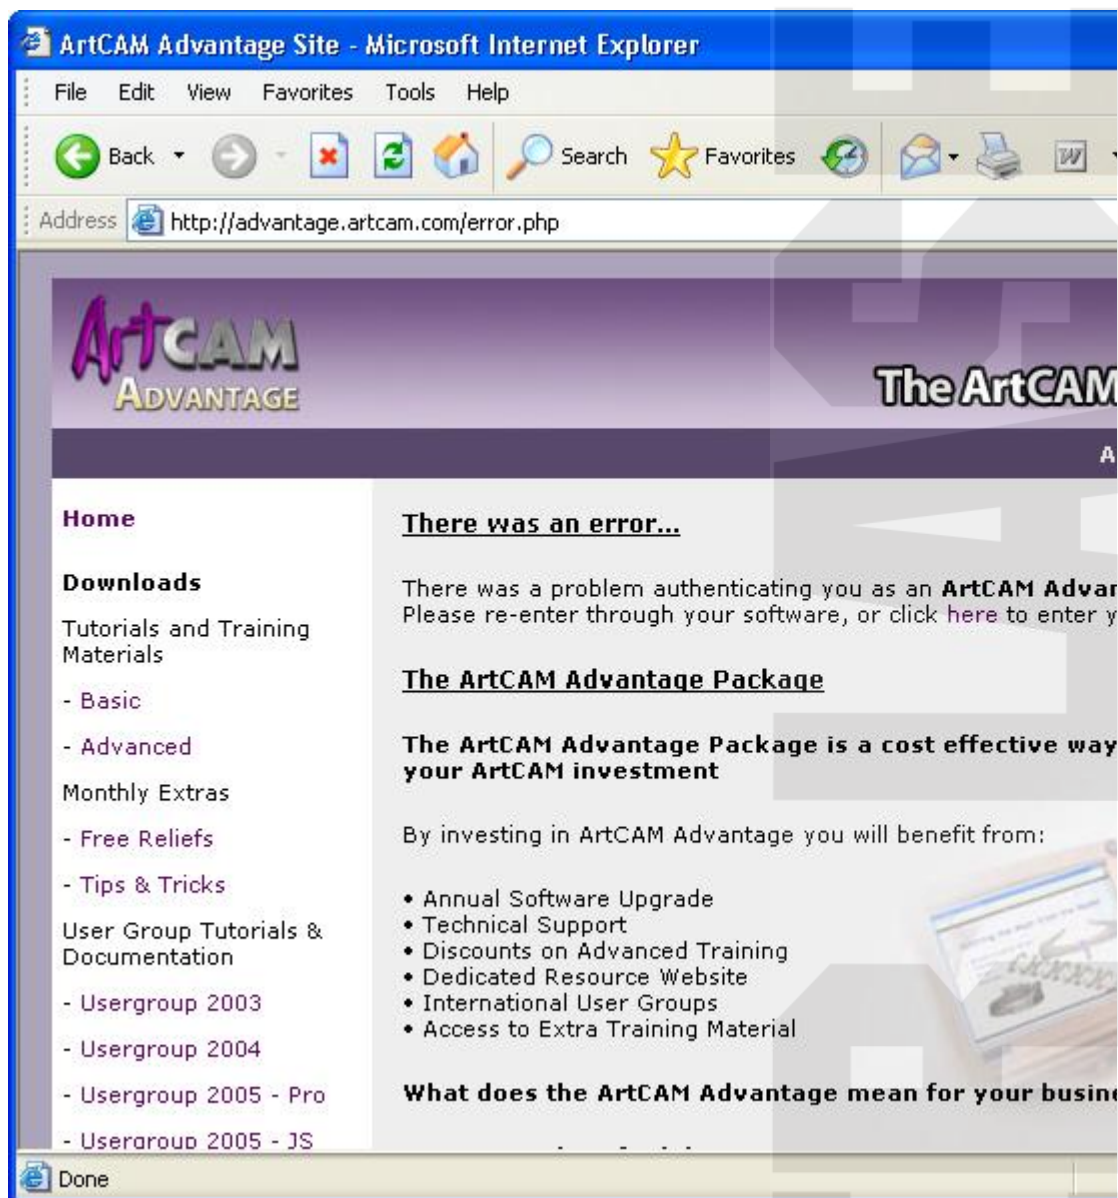 ArtCAM Advantage Site - Microsoft Internet Explorer
File Edit View Favorites Tools Help
Back Search Favorites
Address http://advantage.artcam.com/error.php
ArtCAM
ADVANTAGE
The ArtCAM
A
Home
Downloads
Tutorials and Training
Materials
- Basic
- Advanced
Monthly Extras
- Free Reliefs
- Tips & Tricks
User Group Tutorials &
Documentation
- Usergroup 2003
- Usergroup 2004
- Usergroup 2005 - Pro
- Usergroup 2005 - JS
There was an error...
There was a problem authenticating you as an ArtCAM Advan
Please re-enter through your software, or click here to enter y
The ArtCAM Advantage Package
The ArtCAM Advantage Package is a cost effective way
your ArtCAM investment
By investing in ArtCAM Advantage you will benefit from:
• Annual Software Upgrade
• Technical Support
• Discounts on Advanced Training
• Dedicated Resource Website
• International User Groups
• Access to Extra Training Material
What does the ArtCAM Advantage mean for your busine
Done